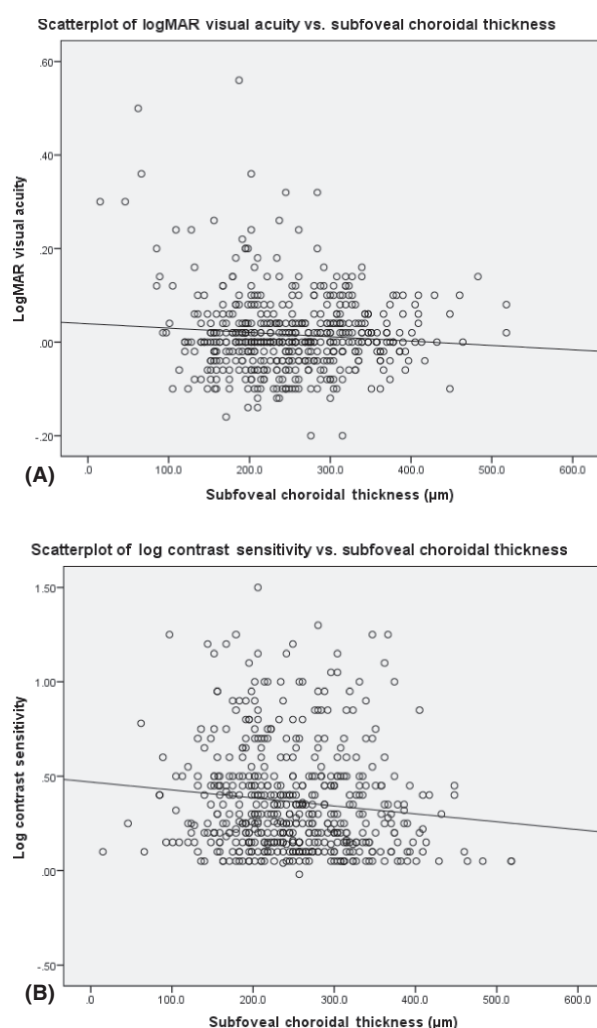 Scatterplot of logMAR visual acuity vs. subfoveal choroidal thickness
.60
.40
.20
.00
-.20
LogMAR visual acuity
(A)
.0 100.0 200.0 300.0 400.0 500.0 600.0
Subfoveal choroidal thickness (µm)
Scatterplot of log contrast sensitivity vs. subfoveal choroidal thickness
1.50
1.00
.50
.00
-.50
Log contrast sensitivity
(B)
.0 100.0 200.0 300.0 400.0 500.0 600.0
Subfoveal choroidal thickness (µm)